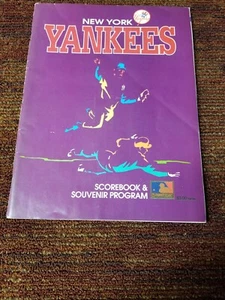 NEW YORK
YANKEES
SCOREBOOK &
SOUVENIR PROGRAM